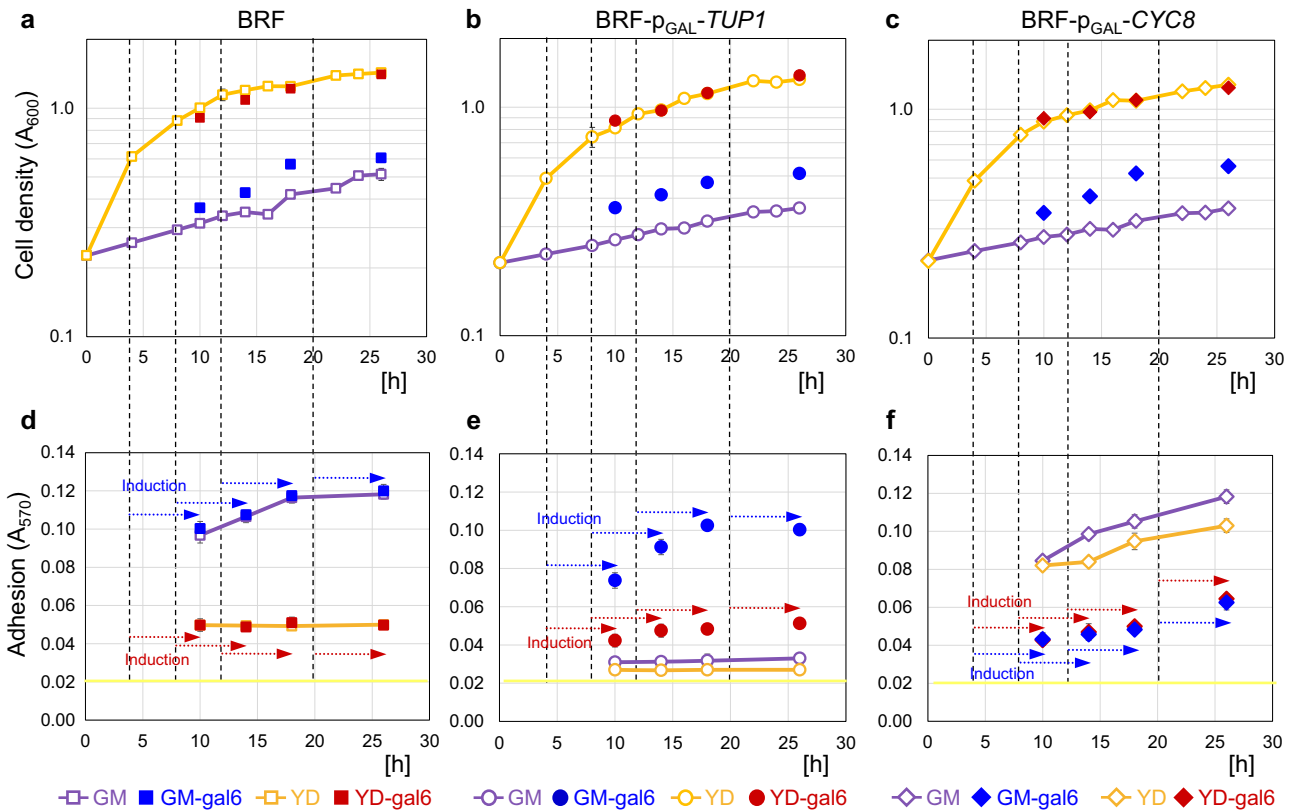 a BRF
b BRF-pGAL-TUP1
c BRF-pGAL-CYC8
Cell density (A600)
1.0
0.1
0 5 10 15 20 25 30
[h]
1.0
0.1
0 5 10 15 20 25 30
[h]
1.0
0.1
0 5 10 15 20 25 30
[h]
d
Adhesion (A570)
0.14
0.12
0.10
0.08
0.06
0.04
0.02
0.00
Induction
Induction
0 5 10 15 20 25 30
[h]
e
0.14
0.12
0.10
0.08
0.06
0.04
0.02
0.00
Induction
Induction
0 5 10 15 20 25 30
[h]
f
0.14
0.12
0.10
0.08
0.06
0.04
0.02
0.00
Induction
Induction
0 5 10 15 20 25 30
[h]
GM GM-gal6 YD YD-gal6
GM GM-gal6 YD YD-gal6
GM GM-gal6 YD YD-gal6